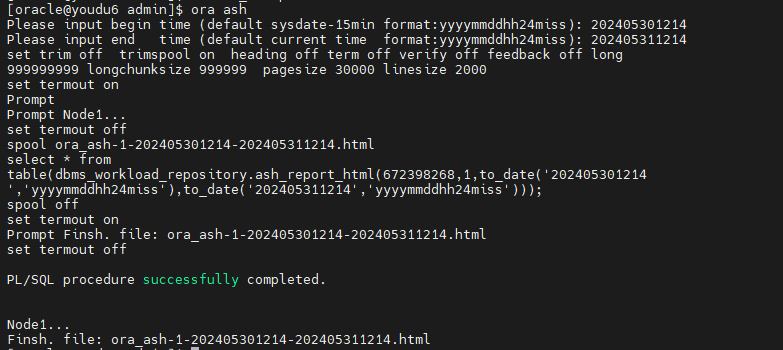 [oracle@youdu6 admin]$ ora ash
Please input begin time (default sysdate-15min format:yyyymmddhh24miss): 202405301214
Please input end   time (default current time  format:yyyymmddhh24miss): 202405311214
set trim off  trimspool on  heading off term off verify off feedback off long
999999999 longchunksize 999999  pagesize 30000 linesize 2000
set termout on
Prompt
Prompt Node1...
set termout off
spool ora_ash-1-202405301214-202405311214.html
select * from
table(dbms_workload_repository.ash_report_html(672398268,1,to_date('202405301214
','yyyymmddhh24miss'),to_date('202405311214','yyyymmddhh24miss')));
spool off
set termout on
Prompt Finsh. file: ora_ash-1-202405301214-202405311214.html
set termout off
PL/SQL procedure successfully completed.
Node1...
Finsh. file: ora_ash-1-202405301214-202405311214.html